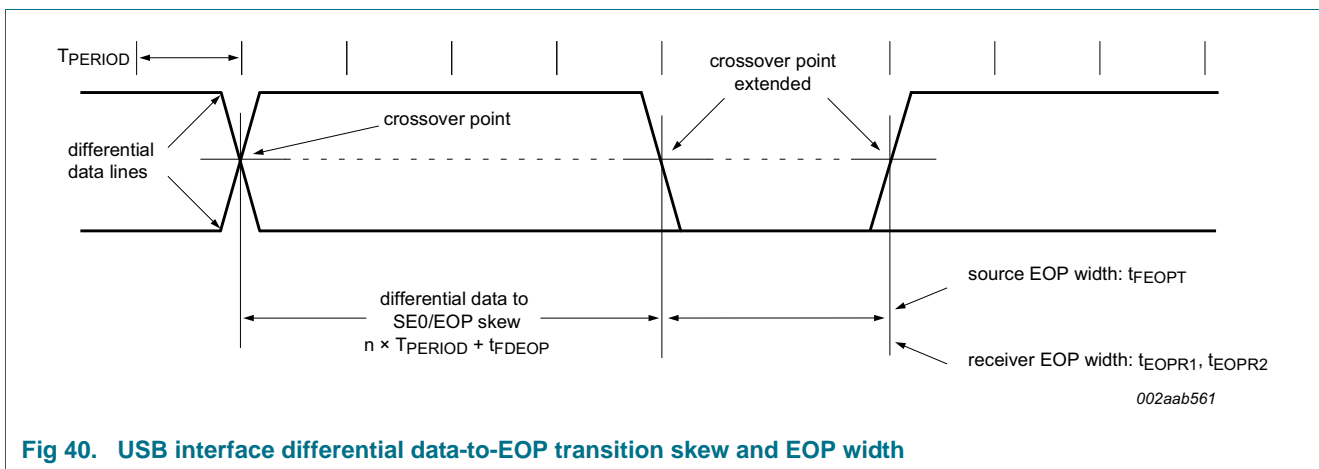 TPERIOD
crossover point
extended
crossover point
differential
data lines
source EOP width: tFEOPT
differential data to
SE0/EOP skew
n × TPERIOD + tFDEOP
receiver EOP width: tEOPR1, tEOPR2
002aab561
Fig 40. USB interface differential data-to-EOP transition skew and EOP width